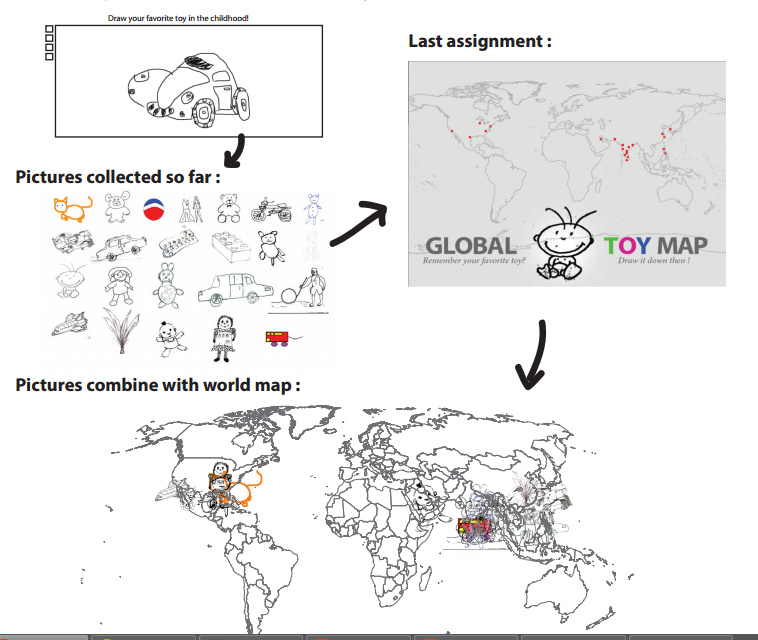 Draw your favorite toy in the childhood!
Last assignment :
Pictures collected so far :
GLOBAL TOY MAP
Remember your favorite toy? Draw it down then !
Pictures combine with world map :